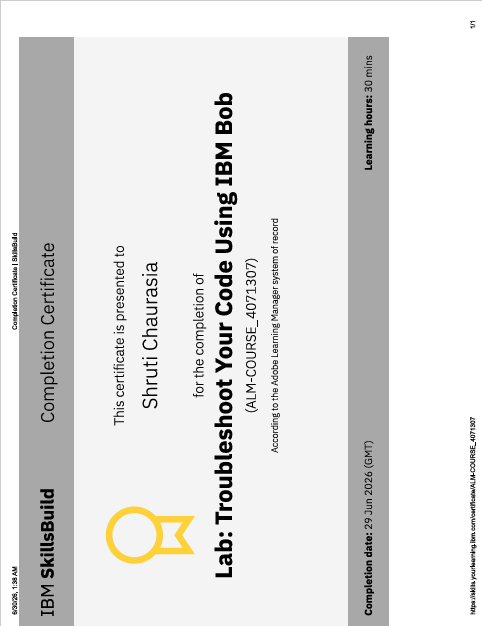 6/30/26, 1:38 AM
Completion Certificate | SkillsBuild
IBM SkillsBuild
Completion Certificate
This certificate is presented to
Shruti Chaurasia
for the completion of
Lab: Troubleshoot Your Code Using IBM Bob
(ALM-COURSE_4071307)
According to the Adobe Learning Manager system of record
Completion date: 29 Jun 2026 (GMT)
Learning hours: 30 mins
https://skills.yourlearning.ibm.com/certificate/ALM-COURSE_4071307
1/1